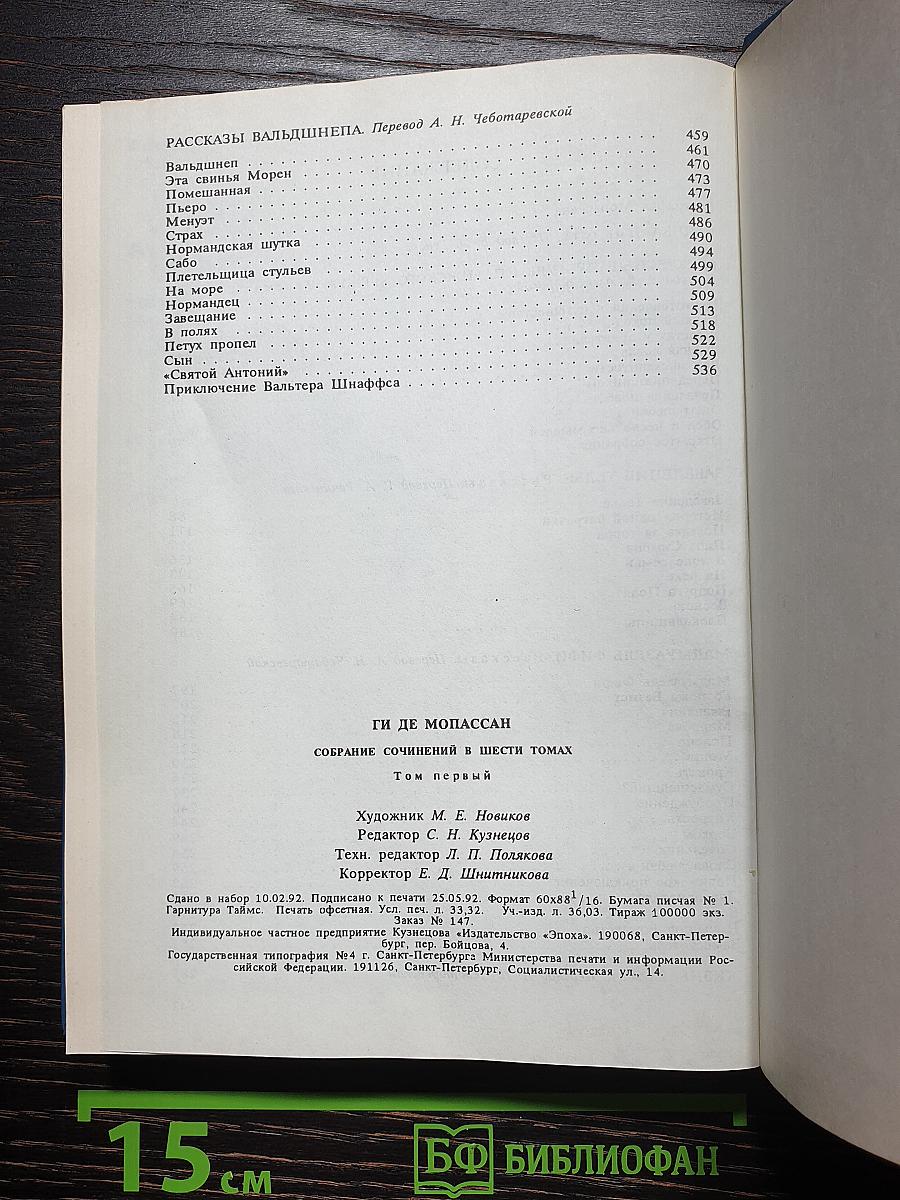 РАССКАЗЫ ВАЛЬДШНЕПА. Перевод А. Н. Чеботаревской
Вальдшнеп . . . . . . 459
Эта свинья Морен . . . . . . 461
Помешанная . . . . . . 470
Пьеро . . . . . . 473
Менуэт . . . . . . 477
Страх . . . . . . 481
Нормандская шутка . . . . . . 486
Сабо . . . . . . 490
Плетельщица стульев . . . . . . 494
На море . . . . . . 499
Нормандец . . . . . . 504
Завещание . . . . . . 509
В полях . . . . . . 513
Петух пропел . . . . . . 518
Сын . . . . . . 522
«Святой Антоний» . . . . . . 529
Приключение Вальтера Шнаффса . . . . . . 536
ГИ ДЕ МОПАССАН
СОБРАНИЕ СОЧИНЕНИЙ В ШЕСТИ ТОМАХ
Том первый
Художник М. Е. Новиков
Редактор С. Н. Кузнецов
Техн. редактор Л. П. Полякова
Корректор Е. Д. Шнитникова
Сдано в набор 10.02.92. Подписано к печати 25.05.92. Формат 60x88¹/16. Бумага писчая № 1.
Гарнитура Таймс. Печать офсетная. Усл. печ. л. 33,32. Уч.-изд. л. 36,03. Тираж 100000 экз.
Заказ № 147.
Индивидуальное частное предприятие Кузнецова «Издательство «Эпоха». 190068, Санкт-Петер-
бург, пер. Бойцова, 4.
Государственная типография №4 г. Санкт-Петербурга Министерства печати и информации Рос-
сийской Федерации. 191126, Санкт-Петербург, Социалистическая ул., 14.
15 см
БФ БИБЛИОФАН